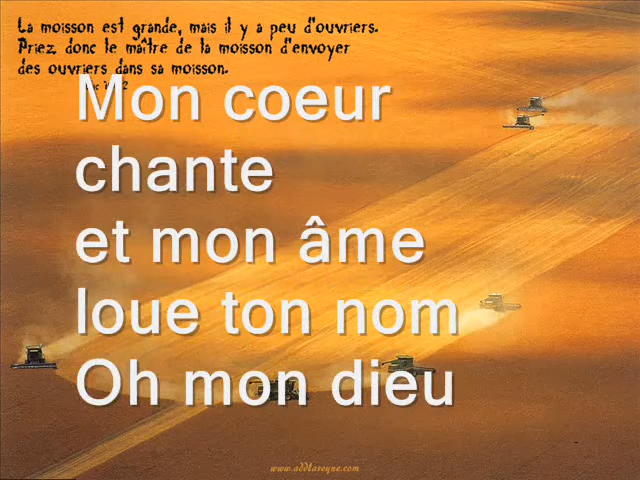 La moisson est grande, mais il y a peu d'ouvriers.
Priez donc le maître de la moisson d'envoyer
des ouvriers dans sa moisson.
Mon coeur
chante
et mon âme
loue ton nom
Oh mon dieu
www.addlaseyne.com